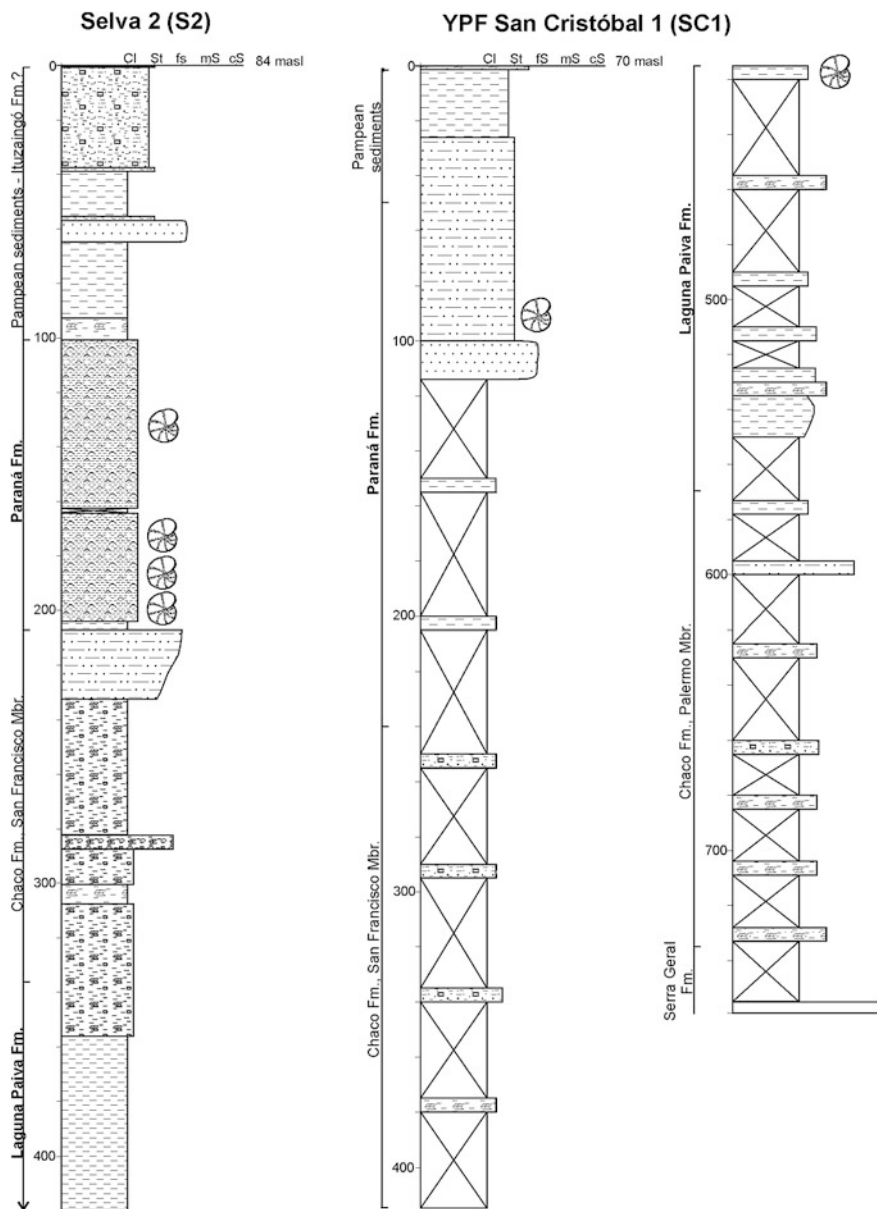 Selva 2 (S2)
YPF San Cristóbal 1 (SC1)
0
Cl St fs mS cS 84 masl
100
200
300
400
Pampean sediments - Ituzaingó Fm.?
Paraná Fm.
Chaco Fm., San Francisco Mbr.
Laguna Paiva Fm.
0
Cl St fS mS cS 70 masl
100
200
300
400
Pampean
sediments
Paraná Fm.
Chaco Fm., San Francisco Mbr.
500
600
700
Laguna Paiva Fm.
Chaco Fm., Palermo Mbr.
Serra Geral
Fm.